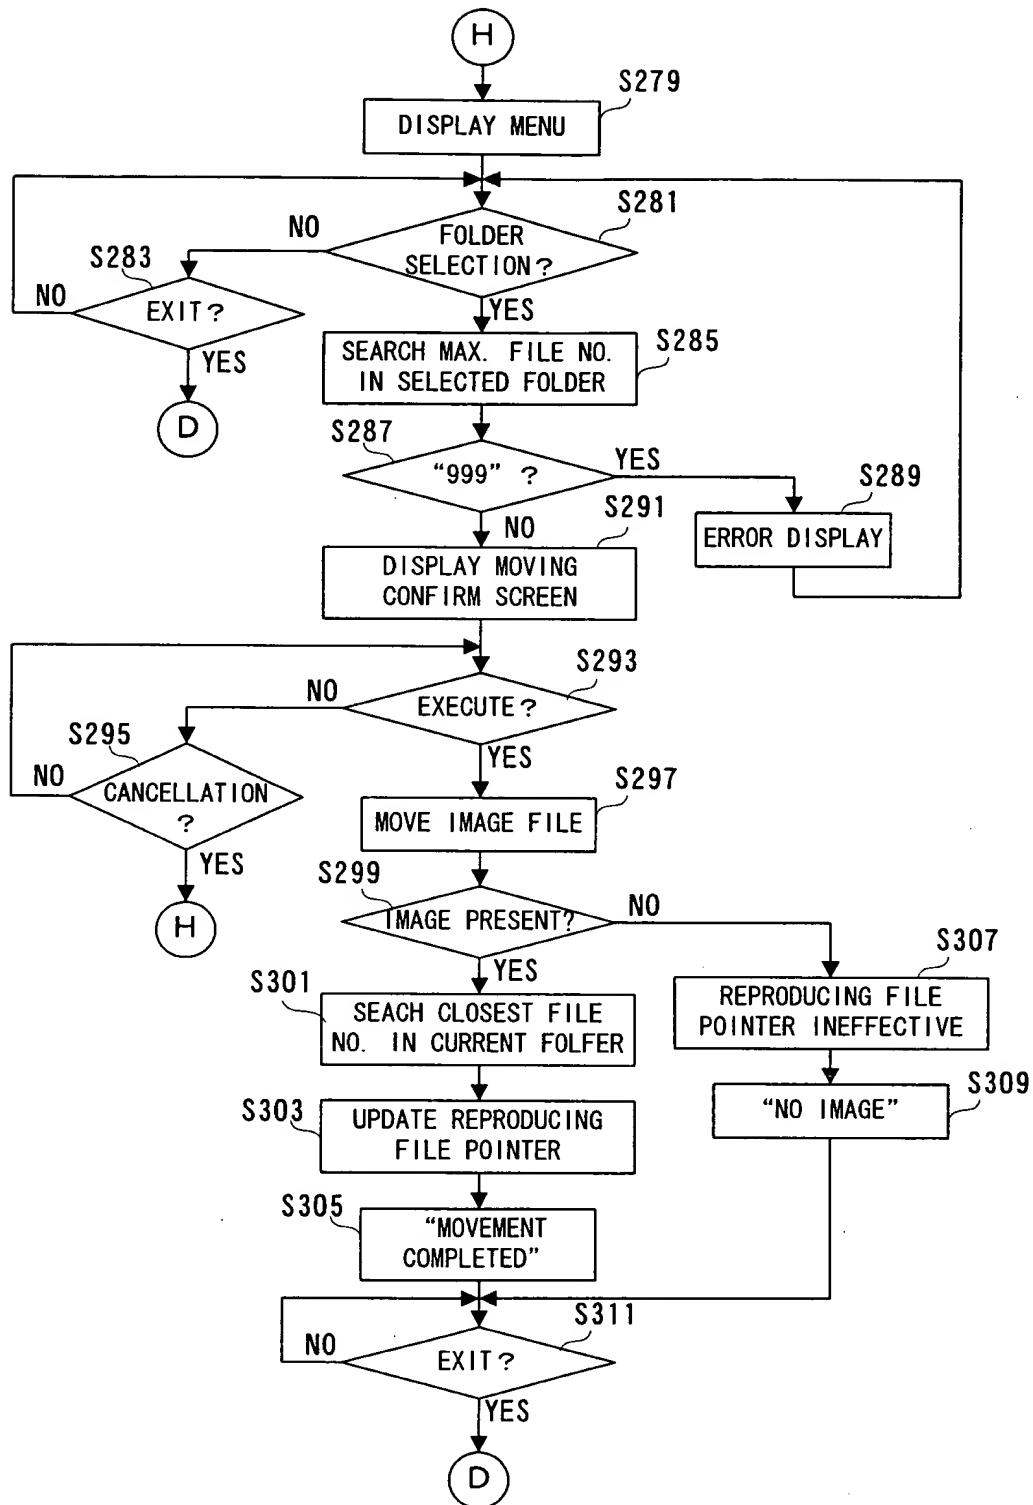 H
S279
DISPLAY MENU
S281
NO
FOLDER
SELECTION?
S283
NO
EXIT?
YES
YES
D
SEARCH MAX. FILE NO.
IN SELECTED FOLDER
S285
S287
"999" ?
YES
S289
ERROR DISPLAY
NO
S291
DISPLAY MOVING
CONFIRM SCREEN
S293
NO
EXECUTE?
S295
NO
CANCELLATION
?
YES
YES
H
S297
MOVE IMAGE FILE
S299
IMAGE PRESENT?
NO
YES
S307
REPRODUCING FILE
POINTER INEFFECTIVE
S301
SEACH CLOSEST FILE
NO. IN CURRENT FOLFER
S309
"NO IMAGE"
S303
UPDATE REPRODUCING
FILE POINTER
S305
"MOVEMENT
COMPLETED"
S311
NO
EXIT?
YES
D